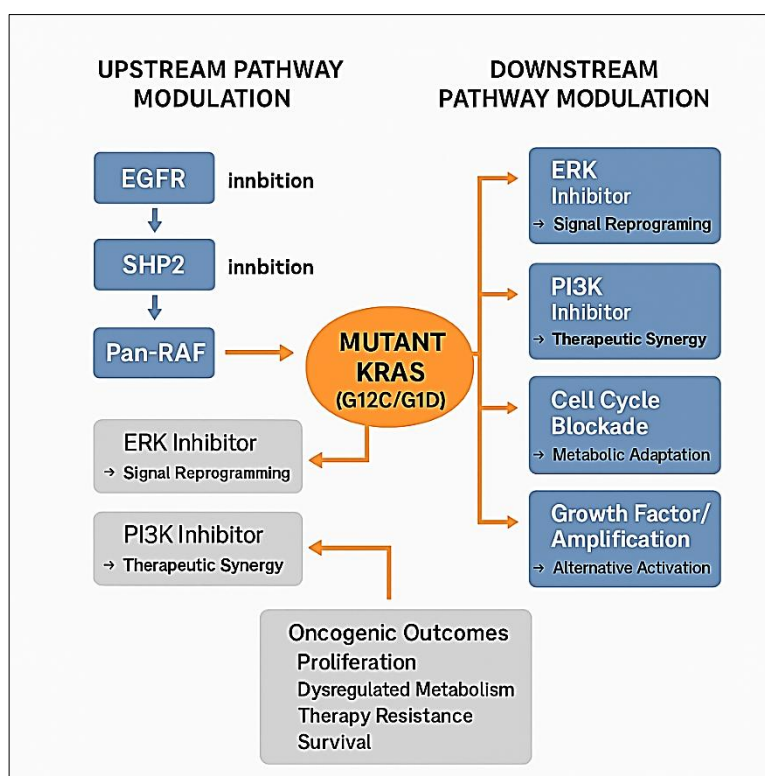 UPSTREAM PATHWAY
MODULATION
EGFR
innbition
SHP2
innbition
Pan-RAF
MUTANT
KRAS
(G12C/G1D)
ERK Inhibitor
→ Signal Reprogramming
PI3K Inhibitor
→ Therapeutic Synergy
Oncogenic Outcomes
Proliferation
Dysregulated Metabolism
Therapy Resistance
Survival
DOWNSTREAM
PATHWAY MODULATION
ERK
Inhibitor
→ Signal Reprograming
PI3K
Inhibitor
→ Therapeutic Synergy
Cell Cycle
Blockade
→ Metabolic Adaptation
Growth Factor/
Amplification
→ Alternative Activation